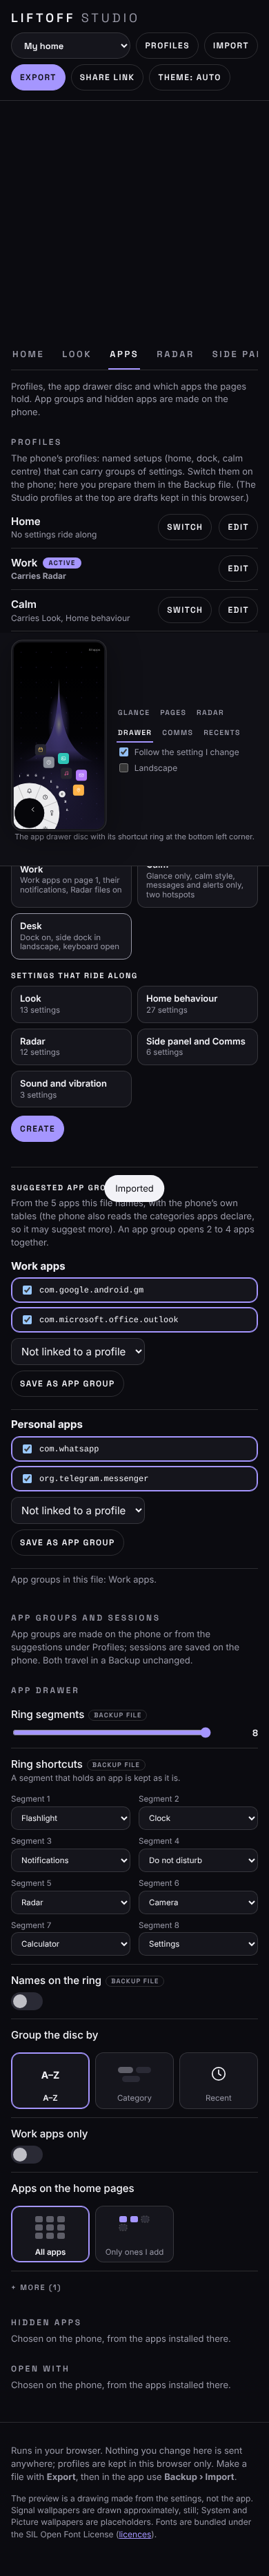 LIFTOFF STUDIO
My home
PROFILES
IMPORT
EXPORT
SHARE LINK
THEME: AUTO
HOME
LOOK
APPS
RADAR
Profiles, the app drawer disc and which apps the pages
hold. App groups and hidden apps are made on the
phone.
PROFILES
The phone's profiles: named setups (home, dock, calm
centre) that can carry groups of settings. Switch them on
the phone; here you prepare them in the Backup file. (The
Studio profiles at the top are drafts kept in this browser.)
Home
No settings ride along
SWITCH
EDIT
Work ACTIVE
Carries Radar
EDIT
Calm
Carries Look, Home behaviour
SWITCH
EDIT
GLANCE PAGES RADAR
DRAWER COMMS RECENTS
Follow the setting I change
Landscape
The app drawer disc with its shortcut ring at the bottom left corner.
Work
Work apps on page 1, their
notifications, Radar files on
Glance only, calm style,
messages and alerts only,
two hotspots
Desk
Dock on, side dock in
landscape, keyboard open
SETTINGS THAT RIDE ALONG
Look
13 settings
Home behaviour
27 settings
Radar
12 settings
Side panel and Comms
6 settings
Sound and vibration
3 settings
CREATE
Imported
SUGGESTED APP GRO
From the 5 apps this file names, with the phone's own
tables (the phone also reads the categories apps declare,
so it may suggest more). An app group opens 2 to 4 apps
together.
Work apps
com.google.android.gm
com.microsoft.office.outlook
Not linked to a profile
SAVE AS APP GROUP
Personal apps
com.whatsapp
org.telegram.messenger
Not linked to a profile
SAVE AS APP GROUP
App groups in this file: Work apps.
APP GROUPS AND SESSIONS
App groups are made on the phone or from the
suggestions under Profiles; sessions are saved on the
phone. Both travel in a Backup unchanged.
APP DRAWER
Ring segments BACKUP FILE
8
Ring shortcuts BACKUP FILE
A segment that holds an app is kept as it is.
Segment 1
Flashlight
Segment 2
Clock
Segment 3
Notifications
Segment 4
Do not disturb
Segment 5
Radar
Segment 6
Camera
Segment 7
Calculator
Segment 8
Settings
Names on the ring BACKUP FILE
Group the disc by
A–Z
A–Z
Category
Recent
Work apps only
Apps on the home pages
All apps
Only ones I add
+ MORE (1)
HIDDEN APPS
Chosen on the phone, from the apps installed there.
OPEN WITH
Chosen on the phone, from the apps installed there.
Runs in your browser. Nothing you change here is sent
anywhere; profiles are kept in this browser only. Make a
file with Export, then in the app use Backup › Import.
The preview is a drawing made from the settings, not the app.
Signal wallpapers are drawn approximately, still; System and
Picture wallpapers are placeholders. Fonts are bundled under
the SIL Open Font License (licences).